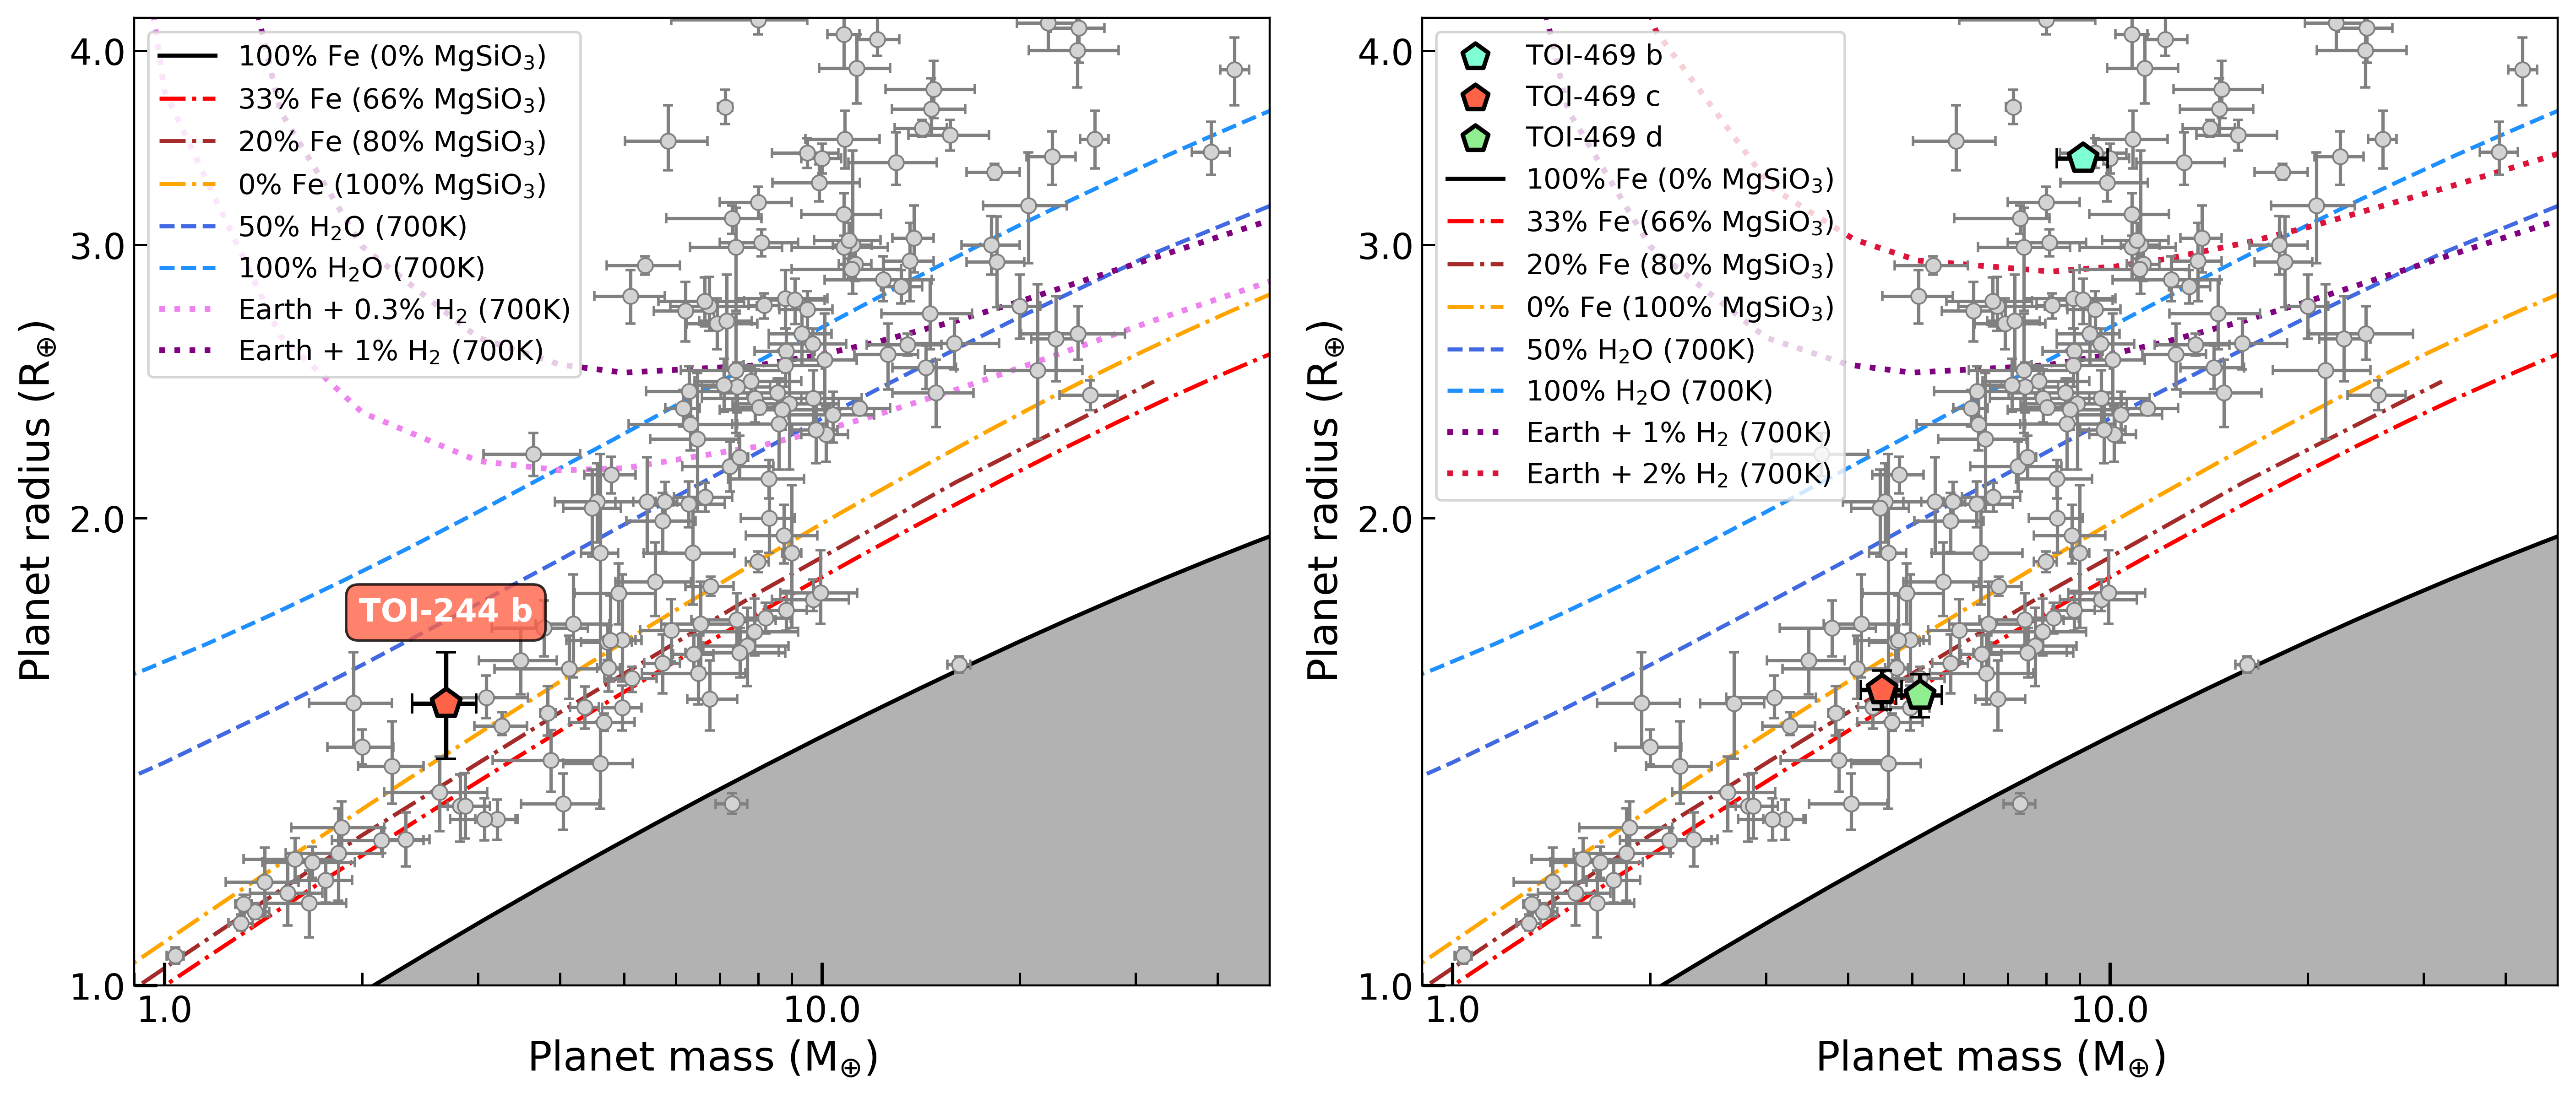 4.0
3.0
2.0
1.0
Planet radius (R⊕)
100% Fe (0% MgSiO₃)
33% Fe (66% MgSiO₃)
20% Fe (80% MgSiO₃)
0% Fe (100% MgSiO₃)
50% H₂O (700K)
100% H₂O (700K)
Earth + 0.3% H₂ (700K)
Earth + 1% H₂ (700K)
TOI-244 b
1.0
10.0
Planet mass (M⊕)
4.0
3.0
2.0
1.0
Planet radius (R⊕)
TOI-469 b
TOI-469 c
TOI-469 d
100% Fe (0% MgSiO₃)
33% Fe (66% MgSiO₃)
20% Fe (80% MgSiO₃)
0% Fe (100% MgSiO₃)
50% H₂O (700K)
100% H₂O (700K)
Earth + 1% H₂ (700K)
Earth + 2% H₂ (700K)
1.0
10.0
Planet mass (M⊕)